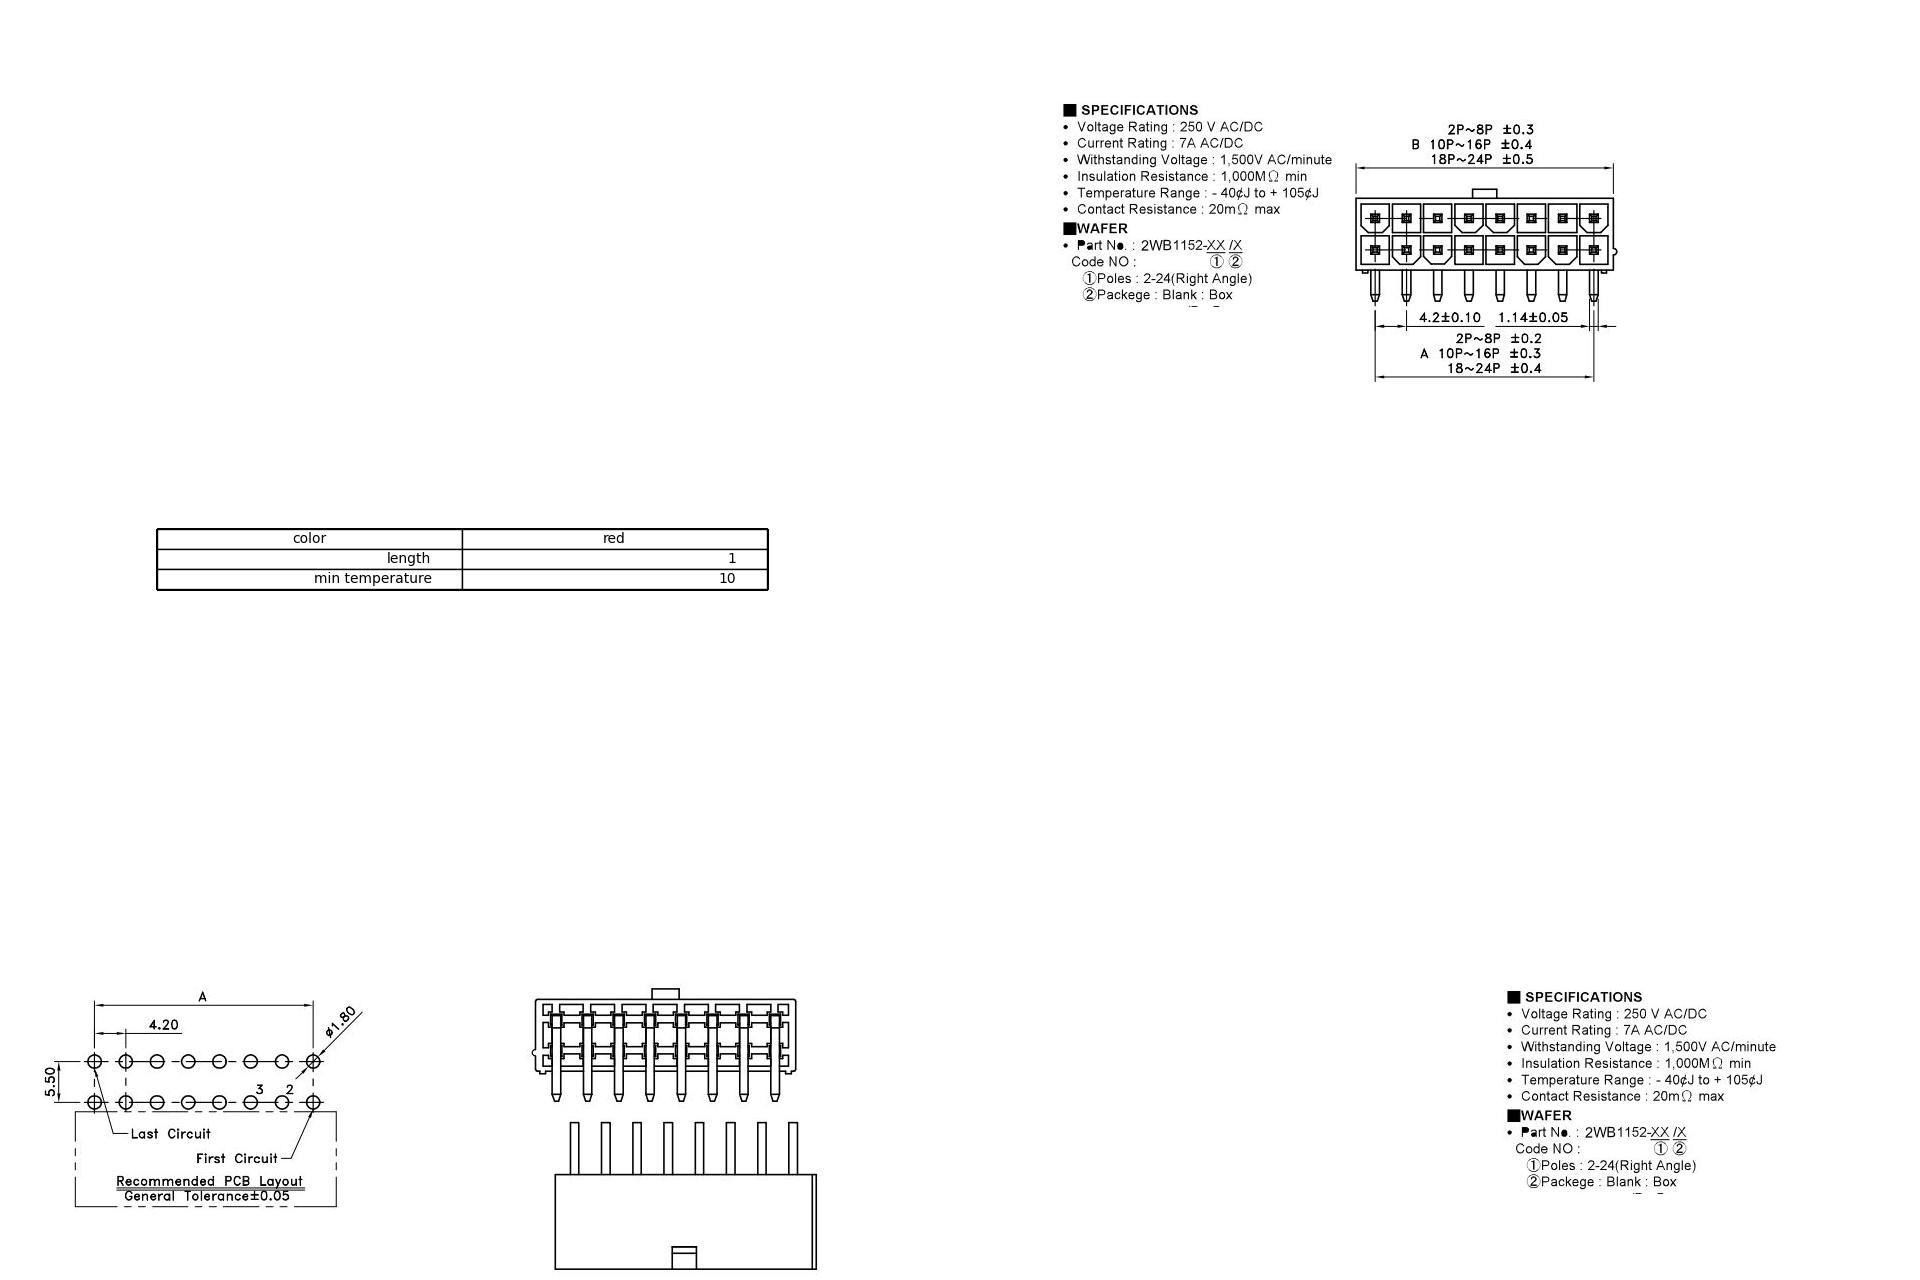 ■ SPECIFICATIONS
• Voltage Rating : 250 V AC/DC
• Current Rating : 7A AC/DC
• Withstanding Voltage : 1,500V AC/minute
• Insulation Resistance : 1,000MΩ min
• Temperature Range : - 40¢J to + 105¢J
• Contact Resistance : 20mΩ max
■WAFER
• Part No. : 2WB1152-XX /X
Code NO : ① ②
①Poles : 2-24(Right Angle)
②Packege : Blank : Box
2P~8P ±0.3
B 10P~16P ±0.4
18P~24P ±0.5
4.2±0.10 1.14±0.05
2P~8P ±0.2
A 10P~16P ±0.3
18~24P ±0.4
color red
length 1
min temperature 10
A
4.20
ø1.80
5.50
3 2
Last Circuit
First Circuit
Recommended PCB Layout
General Tolerance±0.05
■ SPECIFICATIONS
• Voltage Rating : 250 V AC/DC
• Current Rating : 7A AC/DC
• Withstanding Voltage : 1,500V AC/minute
• Insulation Resistance : 1,000MΩ min
• Temperature Range : - 40¢J to + 105¢J
• Contact Resistance : 20mΩ max
■WAFER
• Part No. : 2WB1152-XX /X
Code NO : ① ②
①Poles : 2-24(Right Angle)
②Packege : Blank : Box